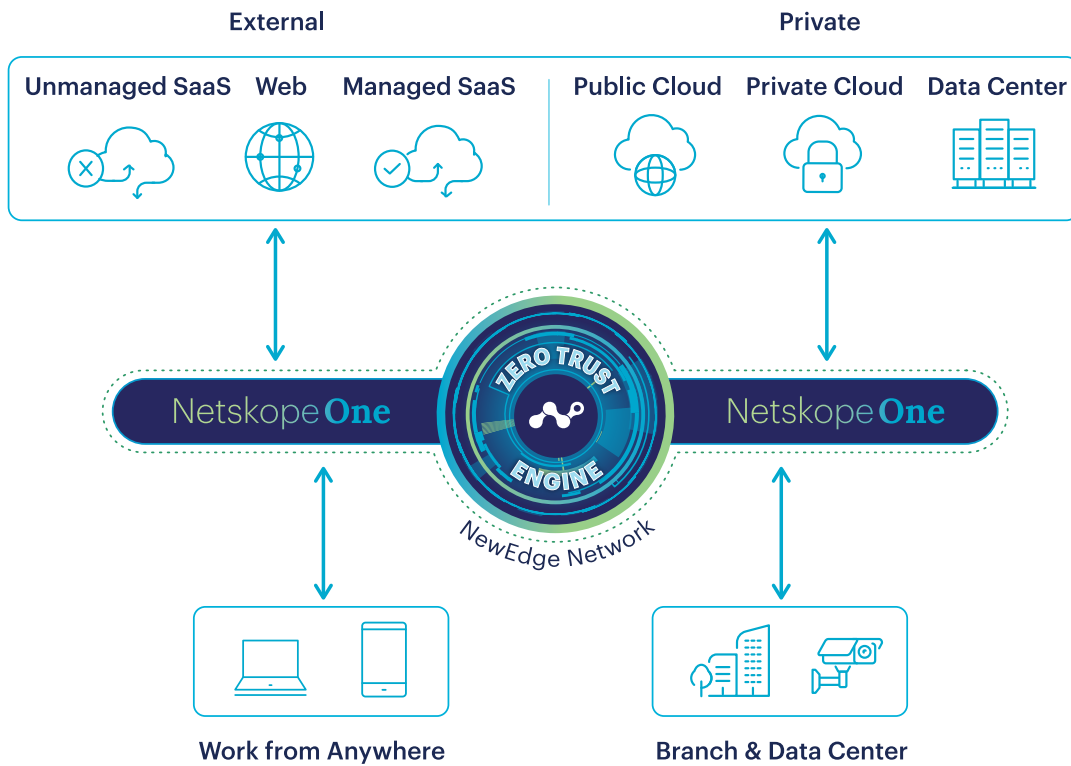 External
Private
Unmanaged SaaS
Web
Managed SaaS
Public Cloud
Private Cloud
Data Center
Netskope One
ZERO TRUST
ENGINE
Netskope One
NewEdge Network
Work from Anywhere
Branch & Data Center